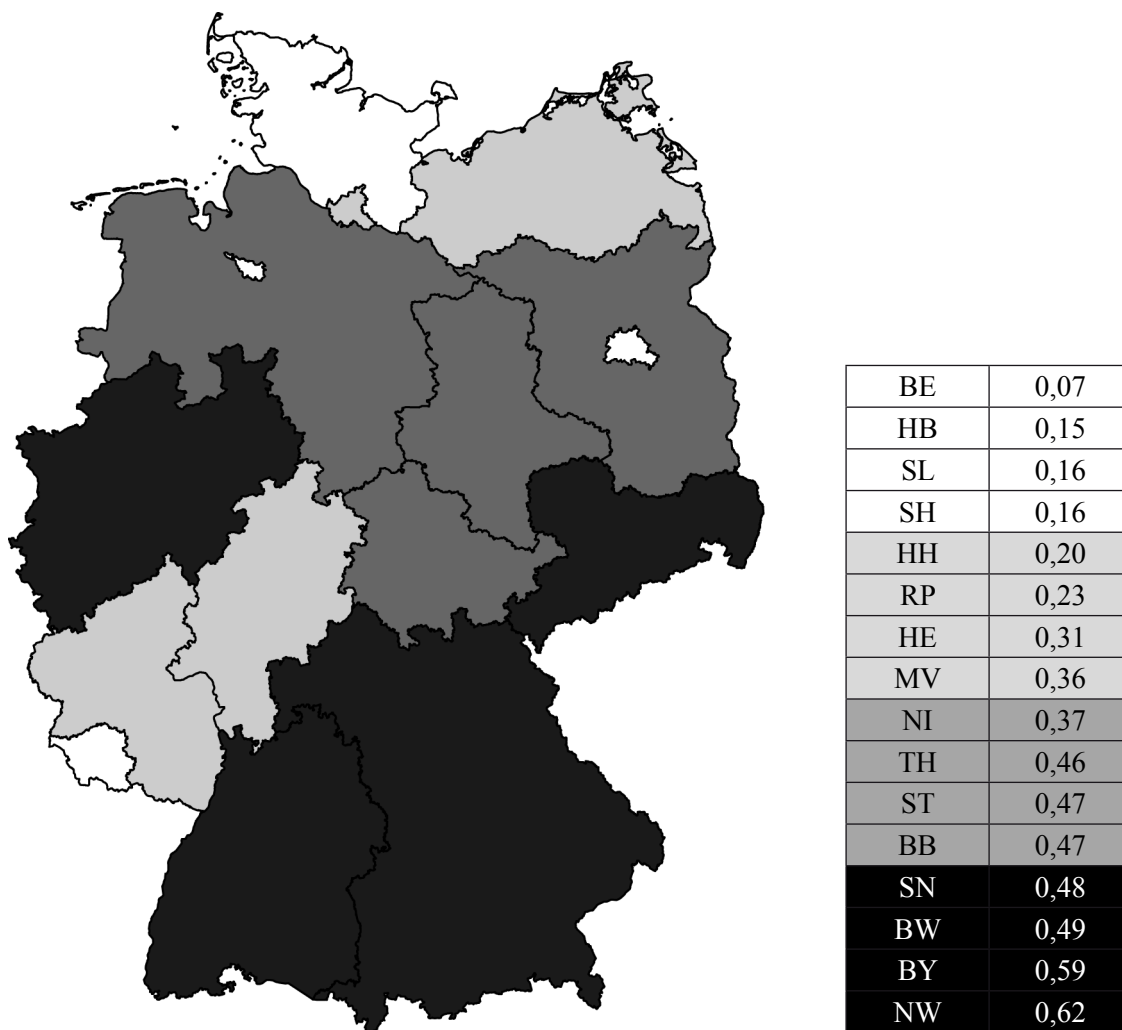 BE 0,07
HB 0,15
SL 0,16
SH 0,16
HH 0,20
RP 0,23
HE 0,31
MV 0,36
NI 0,37
TH 0,46
ST 0,47
BB 0,47
SN 0,48
BW 0,49
BY 0,59
NW 0,62